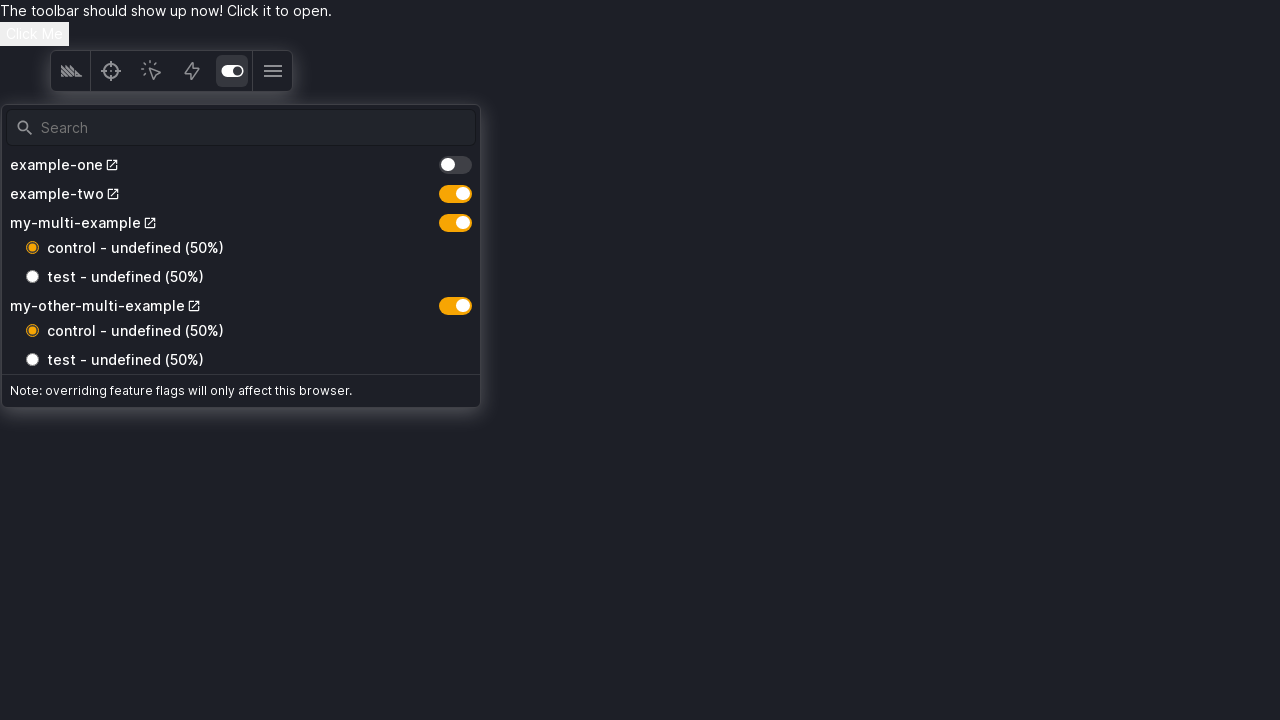 The toolbar should show up now! Click it to open.
Click Me
Search
example-one
example-two
my-multi-example
control - undefined (50%)
test - undefined (50%)
my-other-multi-example
control - undefined (50%)
test - undefined (50%)
Note: overriding feature flags will only affect this browser.